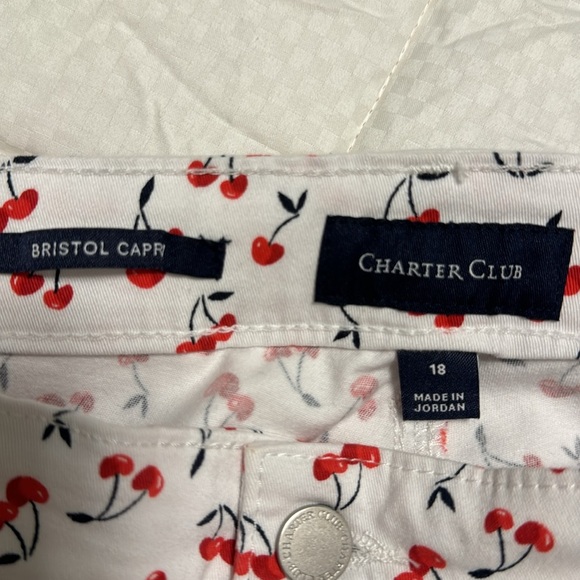 BRISTOL CAPRI
CHARTER CLUB
18
MADE IN
JORDAN